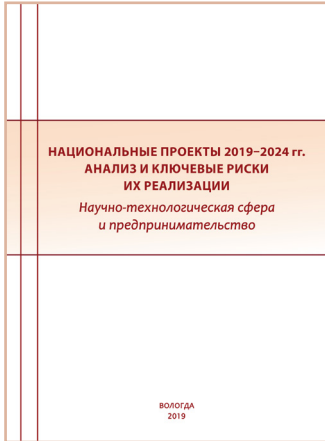 НАЦИОНАЛЬНЫЕ ПРОЕКТЫ 2019–2024 гг.
АНАЛИЗ И КЛЮЧЕВЫЕ РИСКИ
ИХ РЕАЛИЗАЦИИ
Научно-технологическая сфера
и предпринимательство
ВОЛОГДА
2019